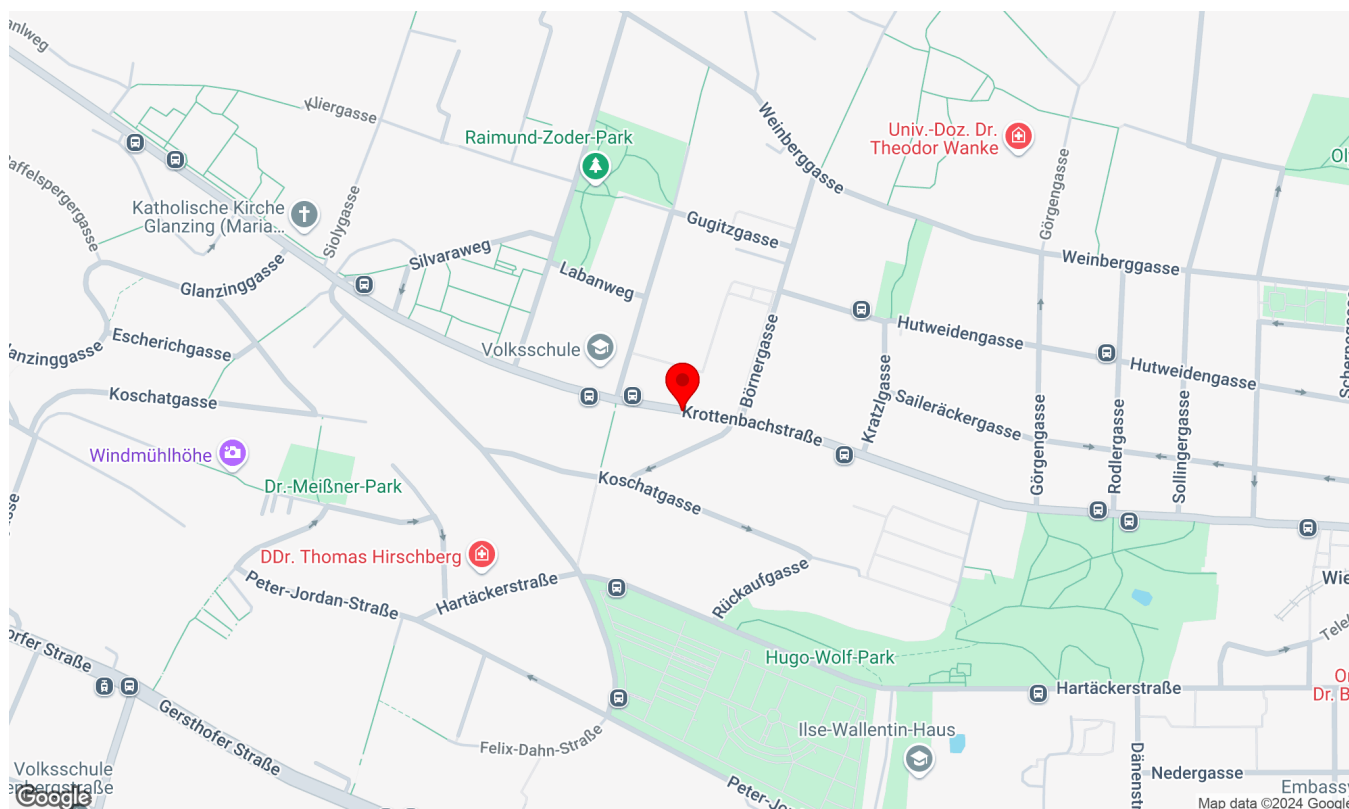 Kliergasse
Raimund-Zoder-Park
Weinberggasse
Univ.-Doz. Dr.
Theodor Wanke
Görgengasse
Katholische Kirche
Glanzing (Maria...
Siolygasse
Silvaraweg
Gugitzgasse
Labanweg
Weinberggasse
Glanzinggasse
Escherichgasse
Volksschule
Börnergasse
Hutweidengasse
Hutweidengasse
Kratzlgasse
Saileräckergasse
Görgengasse
Rodlergasse
Sollingergasse
Koschatgasse
Krottenbachstraße
Windmühlhöhe
Dr.-Meißner-Park
Koschatgasse
DDr. Thomas Hirschberg
Peter-Jordan-Straße
Hartäckerstraße
Rückaufgasse
Hugo-Wolf-Park
Hartäckerstraße
Gersthofer Straße
Felix-Dahn-Straße
Ilse-Wallentin-Haus
Nedergasse
Volksschule
Google
Map data ©2024 Google